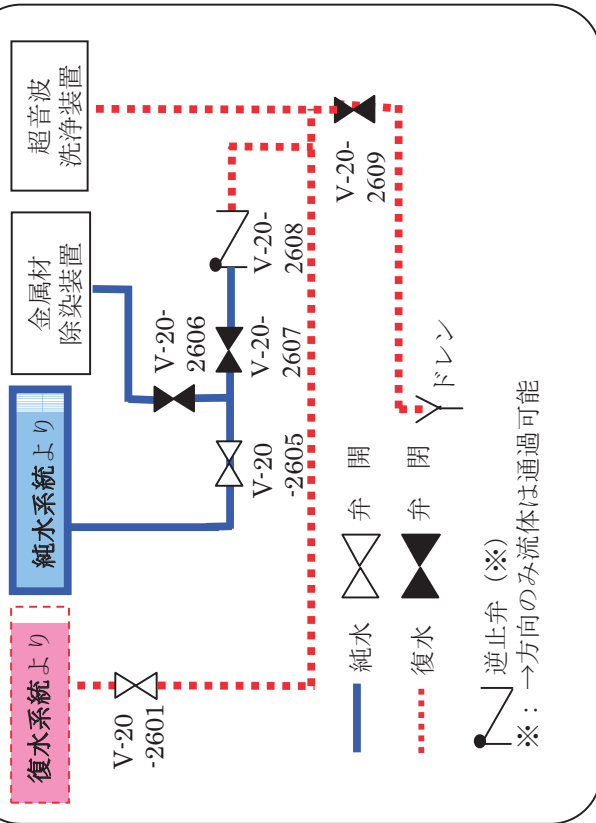 復水系統より
純水系統より
金属材
除染装置
超音波
洗浄装置
V-20
-2601
V-20
-2605
V-20-
2606
V-20-
2607
V-20-
2608
V-20-
2609
ドレン
純水
弁 開
復水
弁 閉
逆止弁(※)
※:→方向のみ流体は通過可能